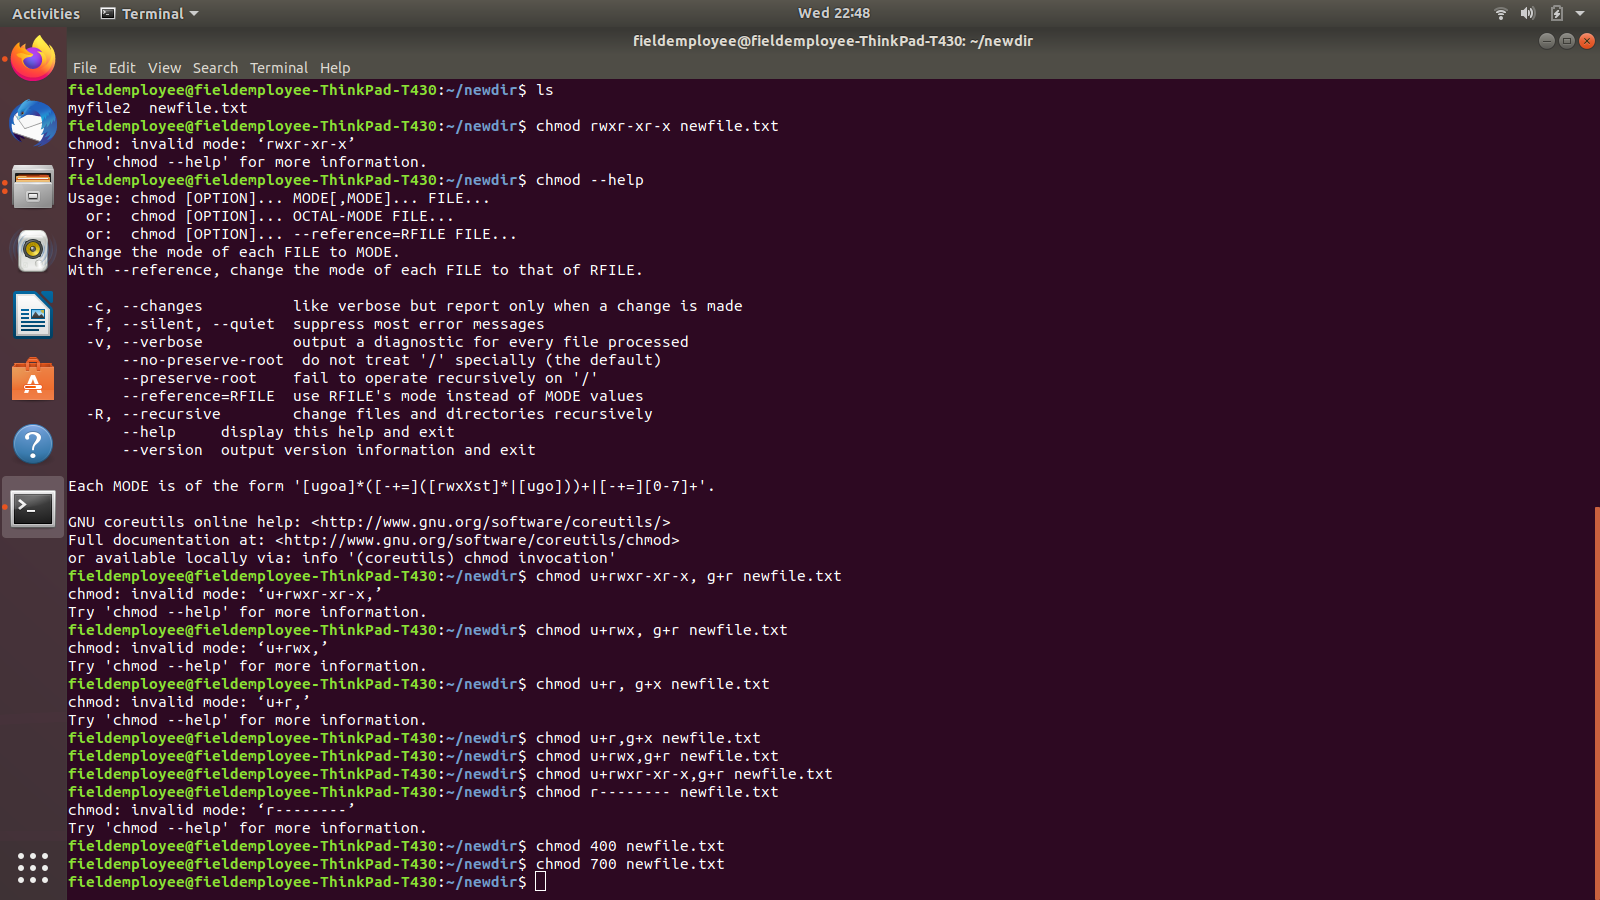 Activities Terminal Wed 22:48
fieldemployee@fieldemployee-ThinkPad-T430: ~/newdir
File Edit View Search Terminal Help
fieldemployee@fieldemployee-ThinkPad-T430:~/newdir$ ls
myfile2  newfile.txt
fieldemployee@fieldemployee-ThinkPad-T430:~/newdir$ chmod rwxr-xr-x newfile.txt
chmod: invalid mode: ‘rwxr-xr-x’
Try 'chmod --help' for more information.
fieldemployee@fieldemployee-ThinkPad-T430:~/newdir$ chmod --help
Usage: chmod [OPTION]... MODE[,MODE]... FILE...
  or:  chmod [OPTION]... OCTAL-MODE FILE...
  or:  chmod [OPTION]... --reference=RFILE FILE...
Change the mode of each FILE to MODE.
With --reference, change the mode of each FILE to that of RFILE.

  -c, --changes          like verbose but report only when a change is made
  -f, --silent, --quiet  suppress most error messages
  -v, --verbose          output a diagnostic for every file processed
      --no-preserve-root  do not treat '/' specially (the default)
      --preserve-root    fail to operate recursively on '/'
      --reference=RFILE  use RFILE's mode instead of MODE values
  -R, --recursive        change files and directories recursively
      --help     display this help and exit
      --version  output version information and exit

Each MODE is of the form '[ugoa]*([-+=]([rwxXst]*|[ugo]))+|[-+=][0-7]+'.

GNU coreutils online help: <http://www.gnu.org/software/coreutils/>
Full documentation at: <http://www.gnu.org/software/coreutils/chmod>
or available locally via: info '(coreutils) chmod invocation'
fieldemployee@fieldemployee-ThinkPad-T430:~/newdir$ chmod u+rwxr-xr-x, g+r newfile.txt
chmod: invalid mode: ‘u+rwxr-xr-x,’
Try 'chmod --help' for more information.
fieldemployee@fieldemployee-ThinkPad-T430:~/newdir$ chmod u+rwx, g+r newfile.txt
chmod: invalid mode: ‘u+rwx,’
Try 'chmod --help' for more information.
fieldemployee@fieldemployee-ThinkPad-T430:~/newdir$ chmod u+r, g+x newfile.txt
chmod: invalid mode: ‘u+r,’
Try 'chmod --help' for more information.
fieldemployee@fieldemployee-ThinkPad-T430:~/newdir$ chmod u+r,g+x newfile.txt
fieldemployee@fieldemployee-ThinkPad-T430:~/newdir$ chmod u+rwx,g+r newfile.txt
fieldemployee@fieldemployee-ThinkPad-T430:~/newdir$ chmod u+rwxr-xr-x,g+r newfile.txt
fieldemployee@fieldemployee-ThinkPad-T430:~/newdir$ chmod r-------- newfile.txt
chmod: invalid mode: ‘r--------’
Try 'chmod --help' for more information.
fieldemployee@fieldemployee-ThinkPad-T430:~/newdir$ chmod 400 newfile.txt
fieldemployee@fieldemployee-ThinkPad-T430:~/newdir$ chmod 700 newfile.txt
fieldemployee@fieldemployee-ThinkPad-T430:~/newdir$